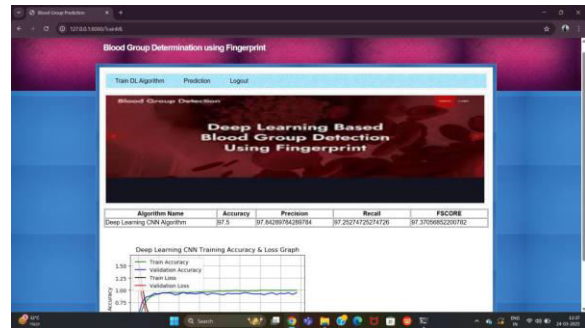 Blood Group Prediction
127.0.0.1:8000/TrainML
Blood Group Determination using Fingerprint
Train DL Algorithm Prediction Logout
Blood Group Detection
Deep Learning Based
Blood Group Detection
Using Fingerprint
Algorithm Name Accuracy Precision Recall FSCORE
Deep Learning CNN Algorithm 97.5 97.84289784289784 97.25274725274726 97.37056852200702
Deep Learning CNN Training Accuracy & Loss Graph
Train Accuracy
Validation Accuracy
Train Loss
Validation Loss
1.50
1.25
1.00
0.75
Search
ENG